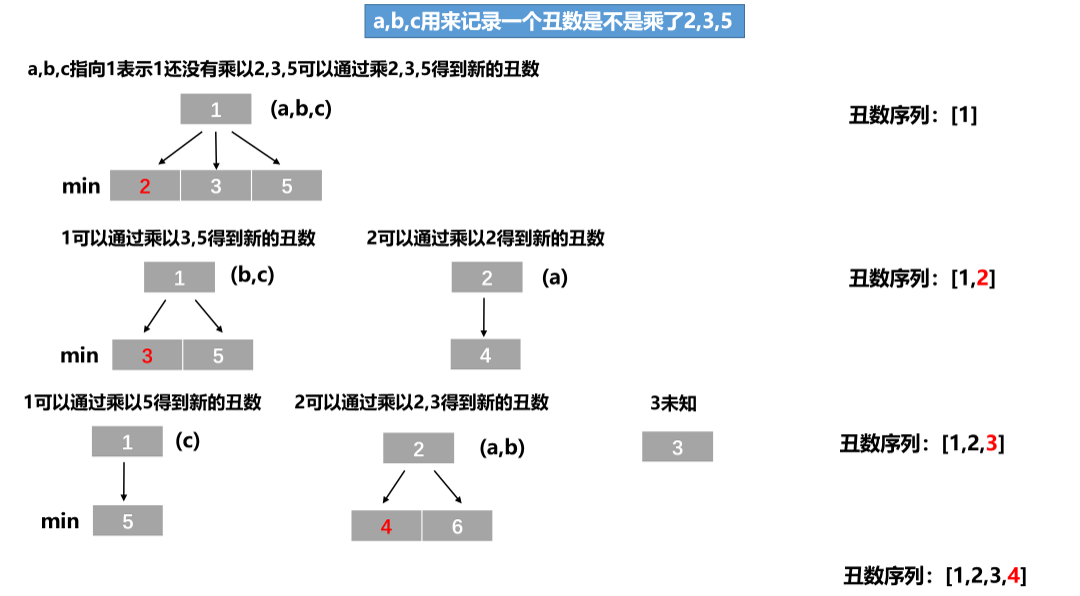 a,b,c用来记录一个丑数是不是乘了2,3,5
a,b,c指向1表示1还没有乘以2,3,5可以通过乘2,3,5得到新的丑数
1 (a,b,c)
丑数序列：[1]
min 2 3 5
1可以通过乘以3,5得到新的丑数
2可以通过乘以2得到新的丑数
1 (b,c)
2 (a)
丑数序列：[1,2]
min 3 5
4
1可以通过乘以5得到新的丑数
2可以通过乘以2,3得到新的丑数
3未知
1 (c)
2 (a,b)
3
丑数序列：[1,2,3]
min 5
4 6
丑数序列：[1,2,3,4]